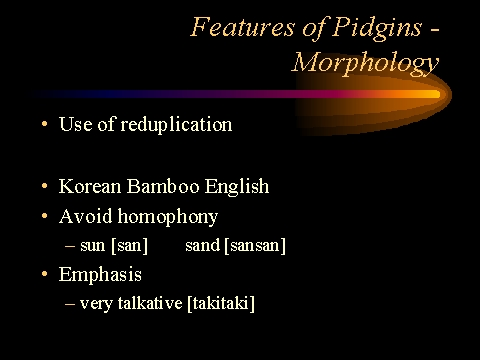 Features of Pidgins -
Morphology
• Use of reduplication
• Korean Bamboo English
• Avoid homophony
– sun [san] sand [sansan]
• Emphasis
– very talkative [takitaki]